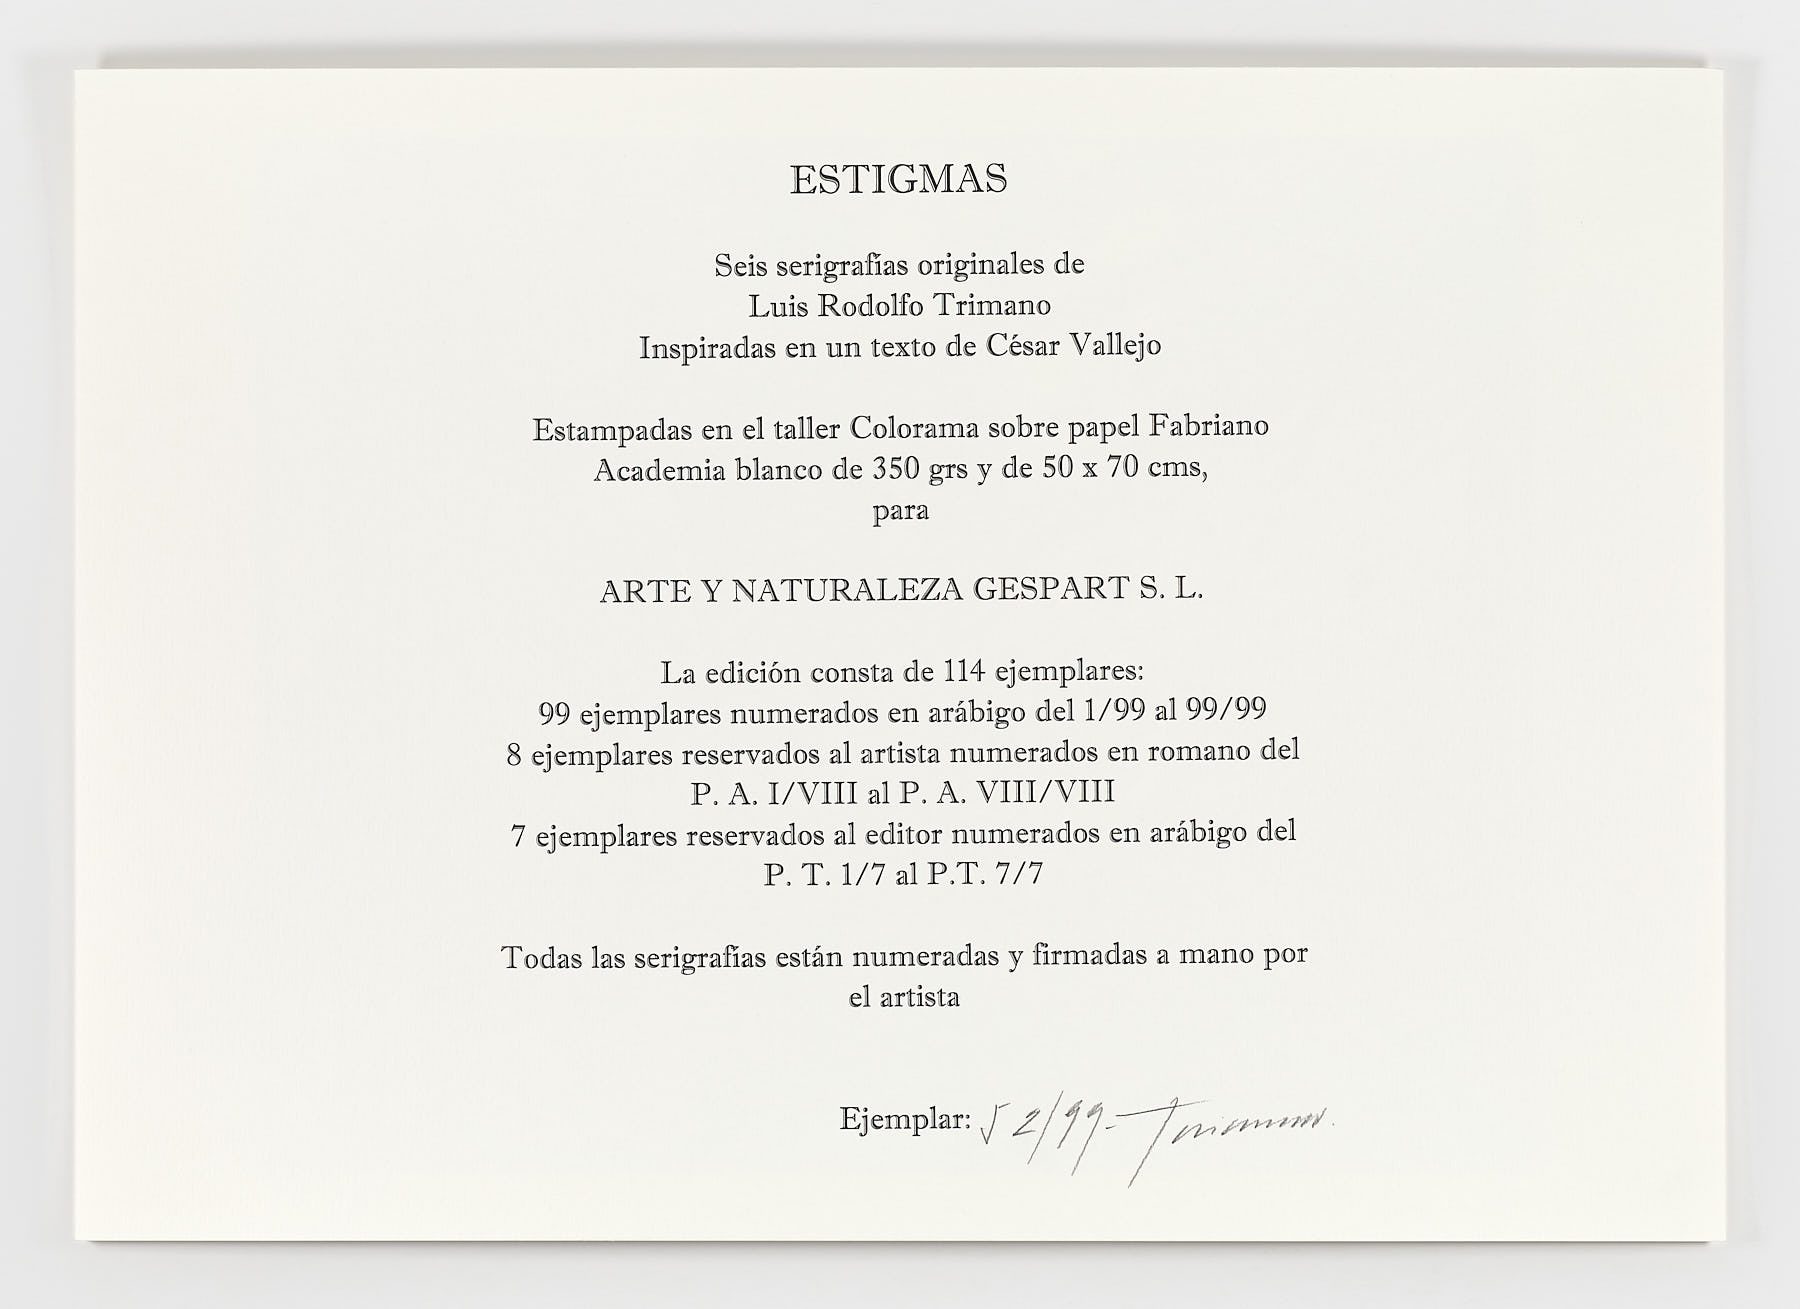 ESTIGMAS
Seis serigrafías originales de
Luis Rodolfo Trimano
Inspiradas en un texto de César Vallejo
Estampadas en el taller Colorama sobre papel Fabriano
Academia blanco de 350 grs y de 50 x 70 cms,
para
ARTE Y NATURALEZA GESPART S. L.
La edición consta de 114 ejemplares:
99 ejemplares numerados en arábigo del 1/99 al 99/99
8 ejemplares reservados al artista numerados en romano del
P. A. I/VIII al P. A. VIII/VIII
7 ejemplares reservados al editor numerados en arábigo del
P. T. 1/7 al P.T. 7/7
Todas las serigrafías están numeradas y firmadas a mano por
el artista
Ejemplar: 52/99- Trimano